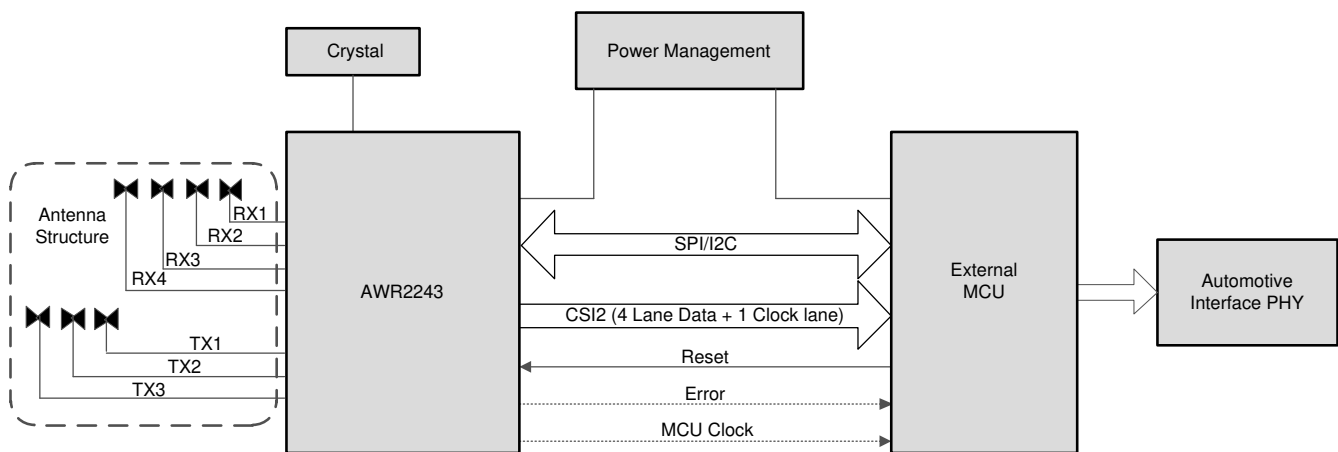 Crystal
Power Management
Antenna
Structure
RX1
RX2
RX3
RX4
TX1
TX2
TX3
AWR2243
SPI/I2C
CSI2 (4 Lane Data + 1 Clock lane)
Reset
Error
MCU Clock
External
MCU
Automotive
Interface PHY